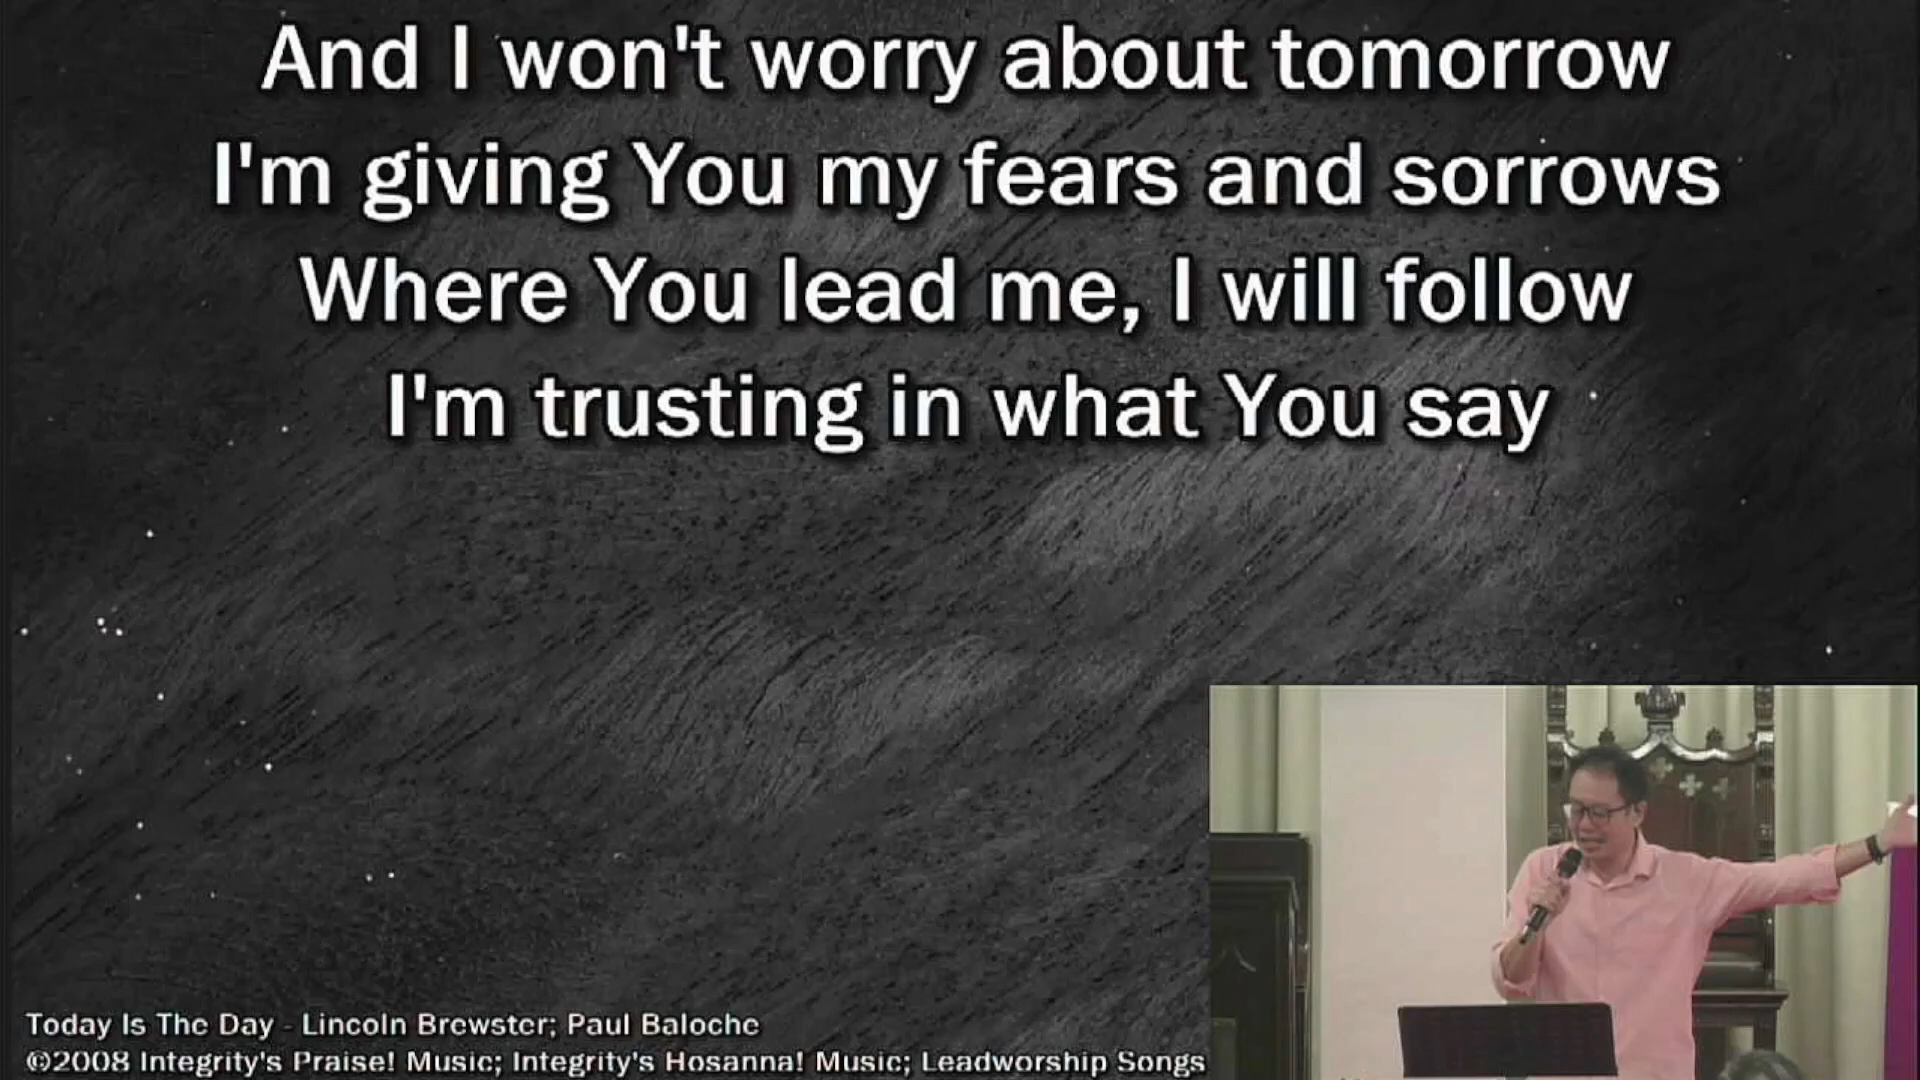 And I won't worry about tomorrow
I'm giving You my fears and sorrows
Where You lead me, I will follow
I'm trusting in what You say
Today Is The Day - Lincoln Brewster; Paul Baloche
©2008 Integrity's Praise! Music; Integrity's Hosanna! Music; Leadworship Songs